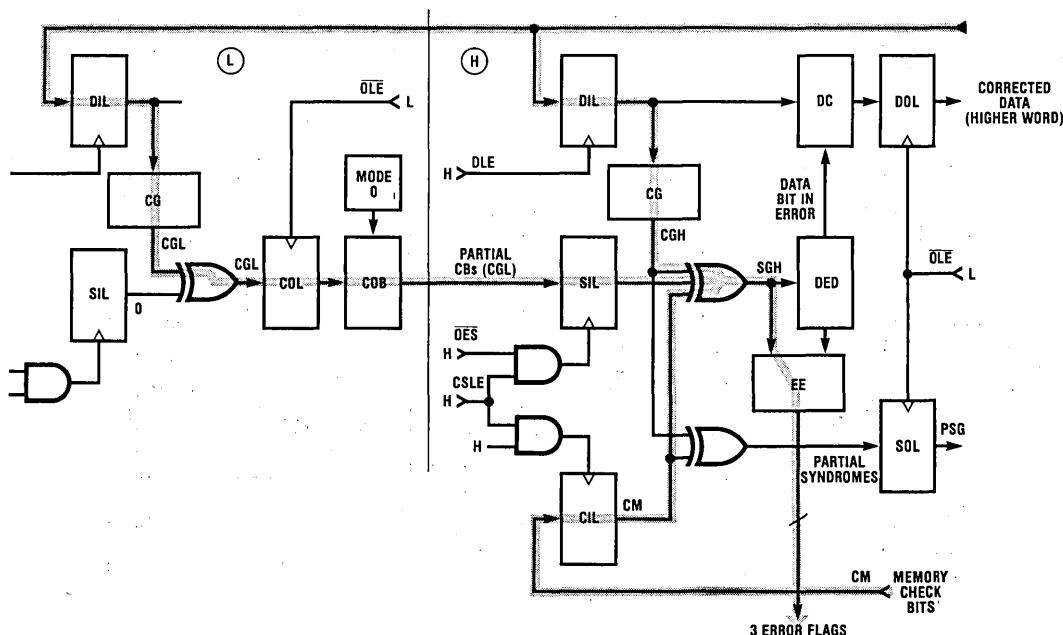 L
H
OLE
L
DIL
DIL
DC
DOL
CORRECTED
DATA
(HIGHER WORD)
H
DLE
MODE
0
CG
CG
DATA
BIT IN
ERROR
CGL
CGH
PARTIAL
CBs (CGL)
CGL
SGH
OLE
L
SIL
0
COL
COB
SIL
DED
OES
H
CSLE
H
EE
H
SOL
PSG
PARTIAL
SYNDROMES
CIL
CM
CM
MEMORY
CHECK
BITS
3 ERROR FLAGS